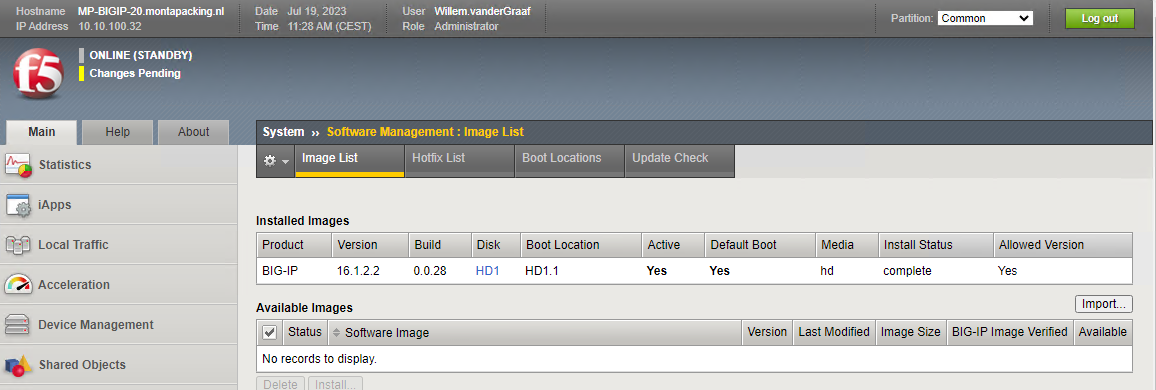 Hostname MP-BIGIP-20.montapacking.nl Date Jul 19, 2023 User Willem.vanderGraaf
IP Address 10.10.100.32 Time 11:28 AM (CEST) Role Administrator
Partition: Common Log out
f5
ONLINE (STANDBY)
Changes Pending
Main Help About
System ›› Software Management : Image List
Image List Hotfix List Boot Locations Update Check
Statistics
iApps
Local Traffic
Acceleration
Device Management
Shared Objects
Installed Images
Product Version Build Disk Boot Location Active Default Boot Media Install Status Allowed Version
BIG-IP 16.1.2.2 0.0.28 HD1 HD1.1 Yes Yes hd complete Yes
Available Images Import...
Status Software Image Version Last Modified Image Size BIG-IP Image Verified Available
No records to display.
Delete Install...